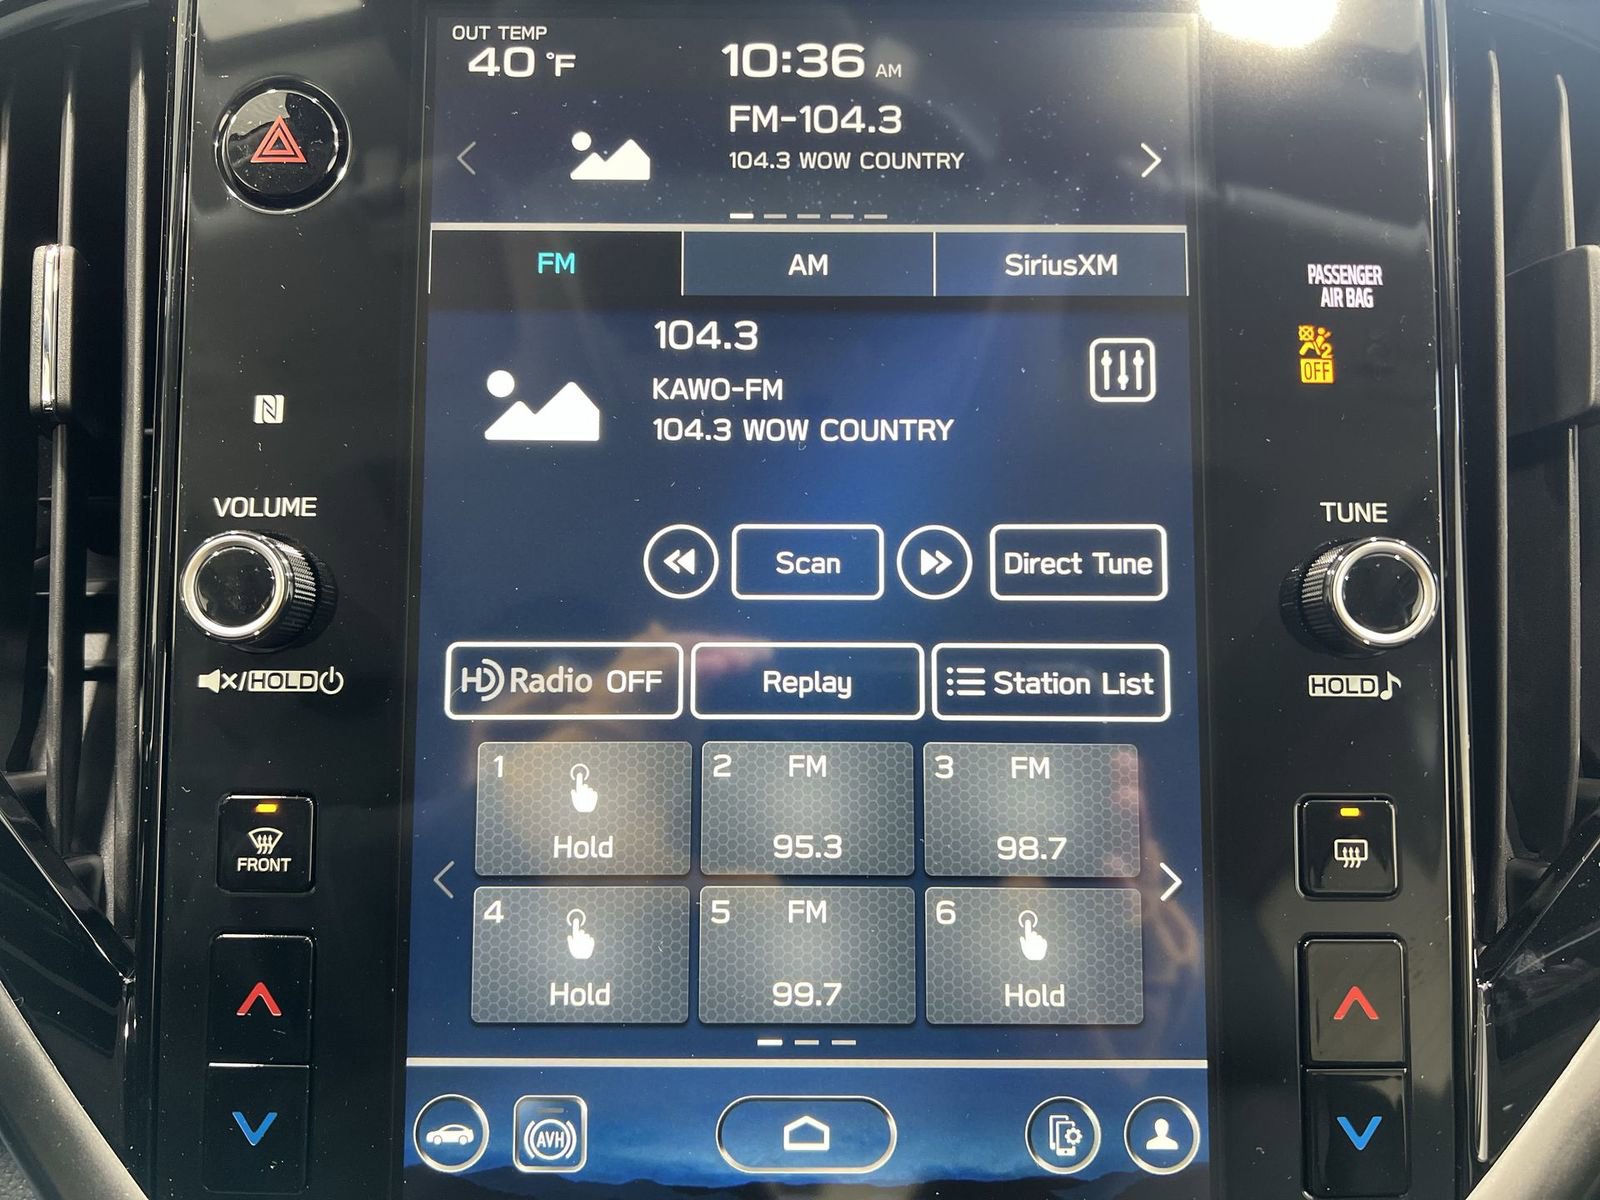 OUT TEMP
40 °F
10:36 AM
FM-104.3
104.3 WOW COUNTRY
FM
AM
SiriusXM
PASSENGER
AIR BAG
2
OFF
104.3
KAWO-FM
104.3 WOW COUNTRY
N
VOLUME
TUNE
Scan
Direct Tune
HD Radio OFF
Replay
Station List
/HOLD
HOLD
1
Hold
2 FM
95.3
3 FM
98.7
FRONT
4
Hold
5 FM
99.7
6
Hold
AVH